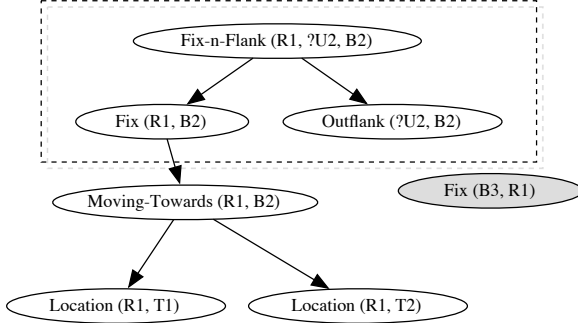 Fix-n-Flank (R1, ?U2, B2)
Fix (R1, B2)
Outflank (?U2, B2)
Fix (B3, R1)
Moving-Towards (R1, B2)
Location (R1, T1)
Location (R1, T2)